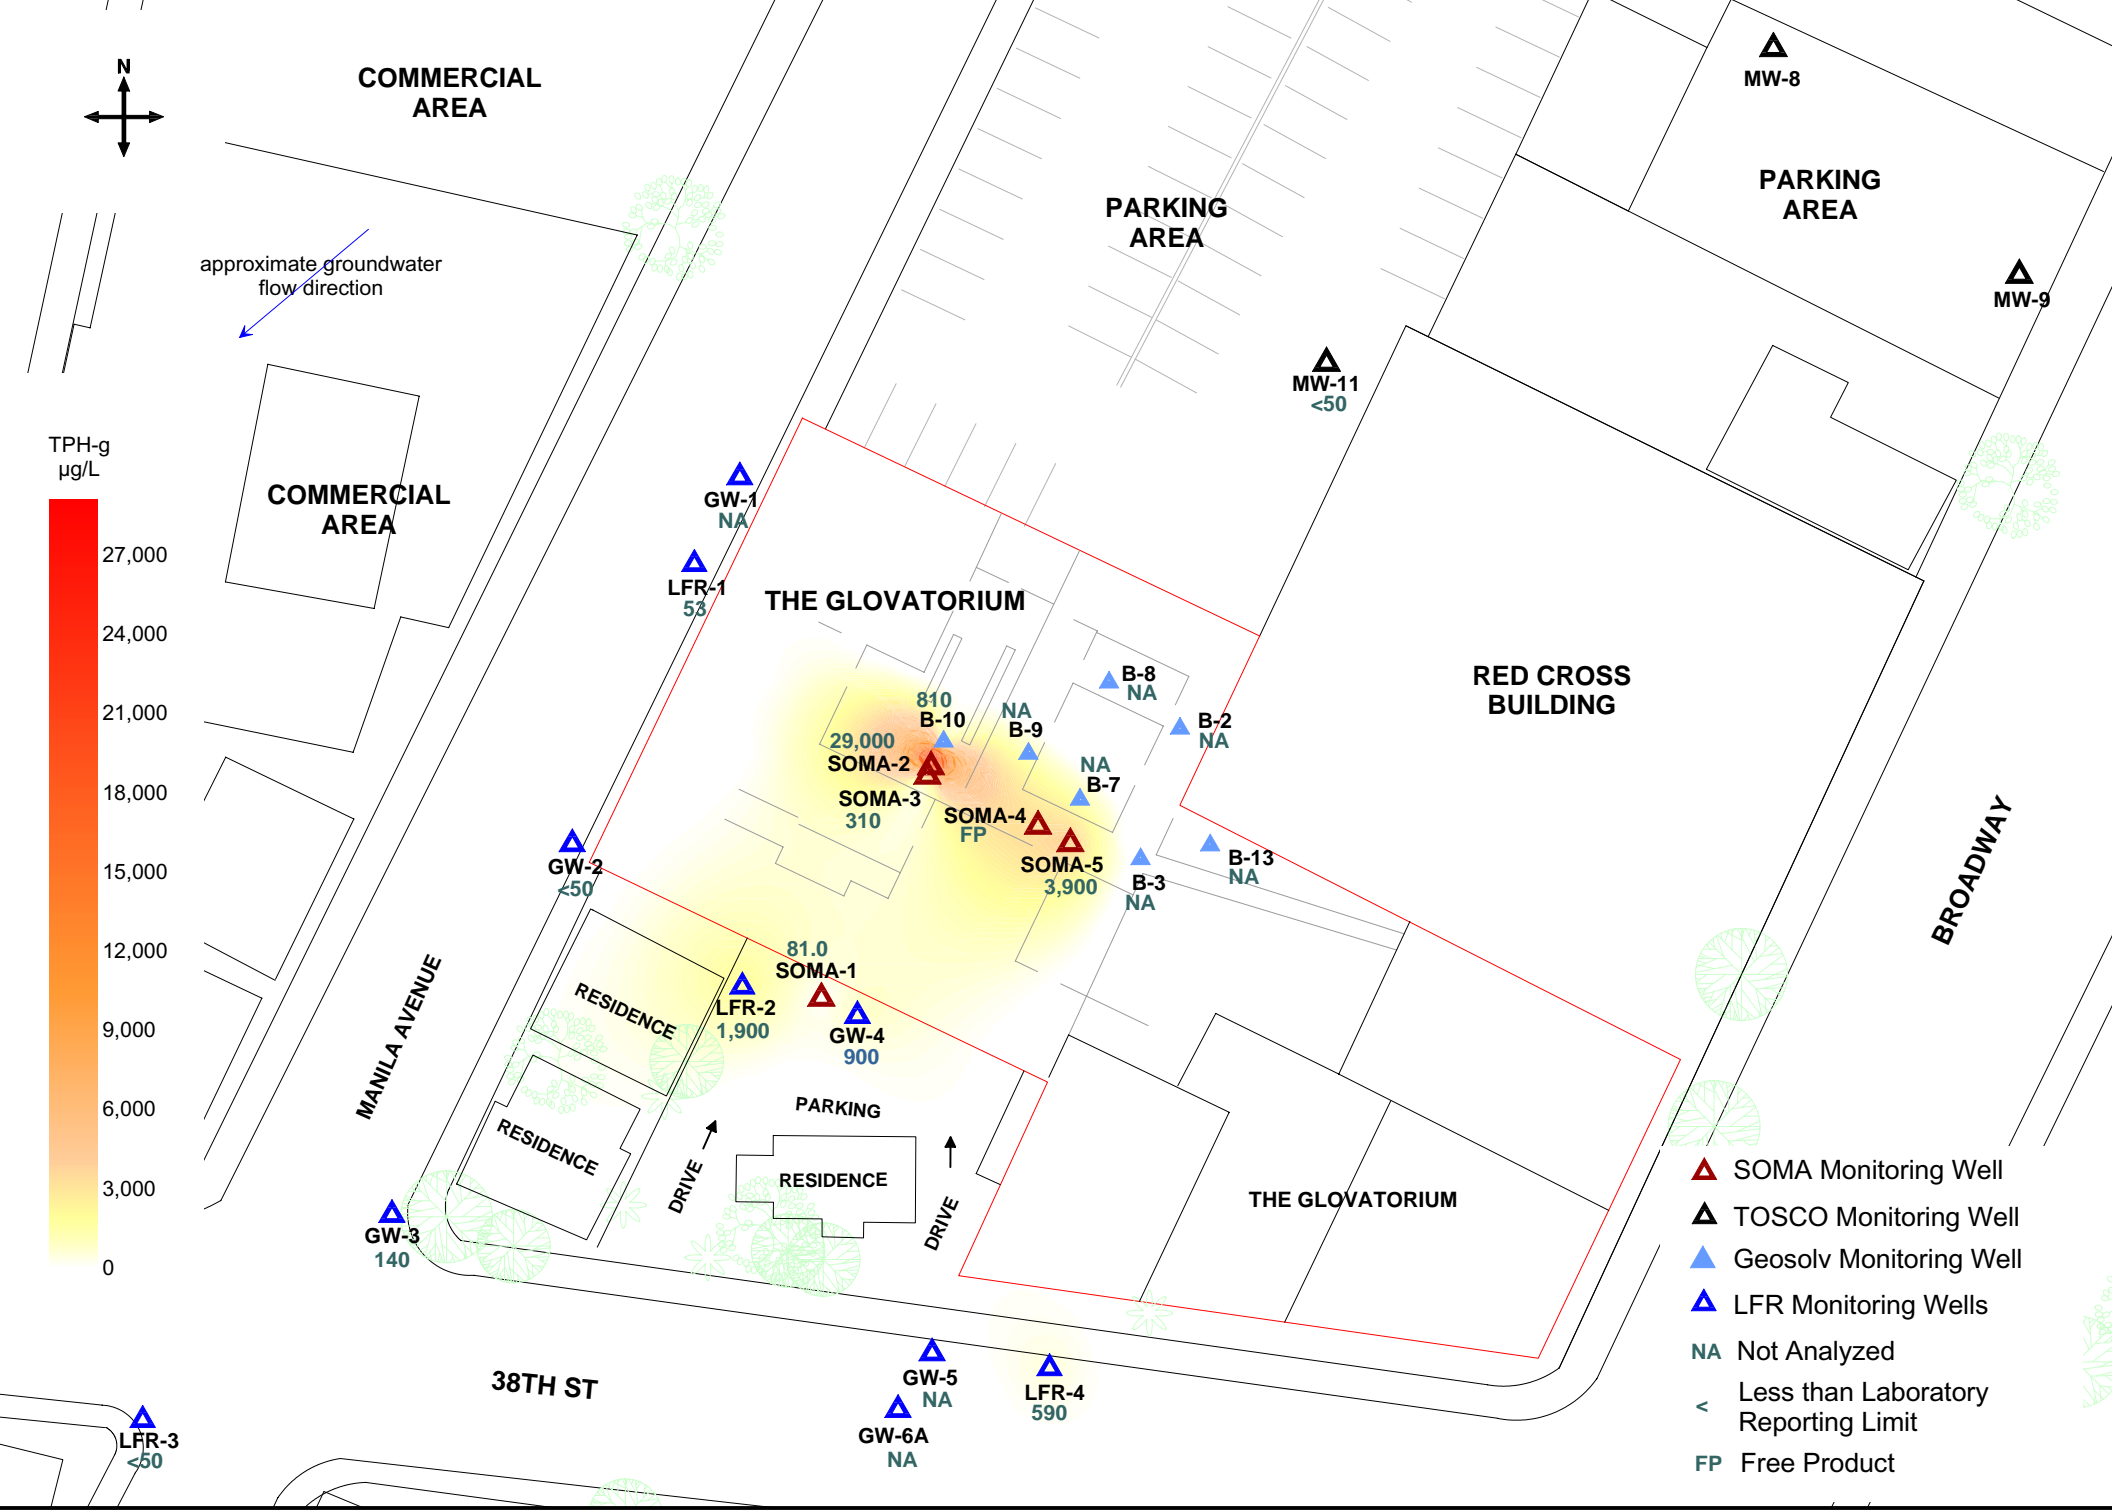 N
COMMERCIAL
AREA
MW-8
PARKING
AREA
PARKING
AREA
approximate groundwater
flow direction
MW-9
MW-11
<50
TPH-g
µg/L
27,000
24,000
21,000
18,000
15,000
12,000
9,000
6,000
3,000
0
COMMERCIAL
AREA
GW-1
NA
LFR-1
53
THE GLOVATORIUM
B-8
NA
RED CROSS
BUILDING
810
B-10
NA
B-9
B-2
NA
29,000
SOMA-2
NA
B-7
SOMA-3
310
SOMA-4
FP
SOMA-5
3,900
B-3
NA
B-13
NA
GW-2
<50
BROADWAY
MANILA AVENUE
81.0
SOMA-1
RESIDENCE
LFR-2
1,900
GW-4
900
PARKING
RESIDENCE
DRIVE
RESIDENCE
DRIVE
THE GLOVATORIUM
GW-3
140
38TH ST
GW-5
NA
GW-6A
NA
LFR-4
590
LFR-3
<50
SOMA Monitoring Well
TOSCO Monitoring Well
Geosolv Monitoring Well
LFR Monitoring Wells
NA Not Analyzed
< Less than Laboratory
Reporting Limit
FP Free Product